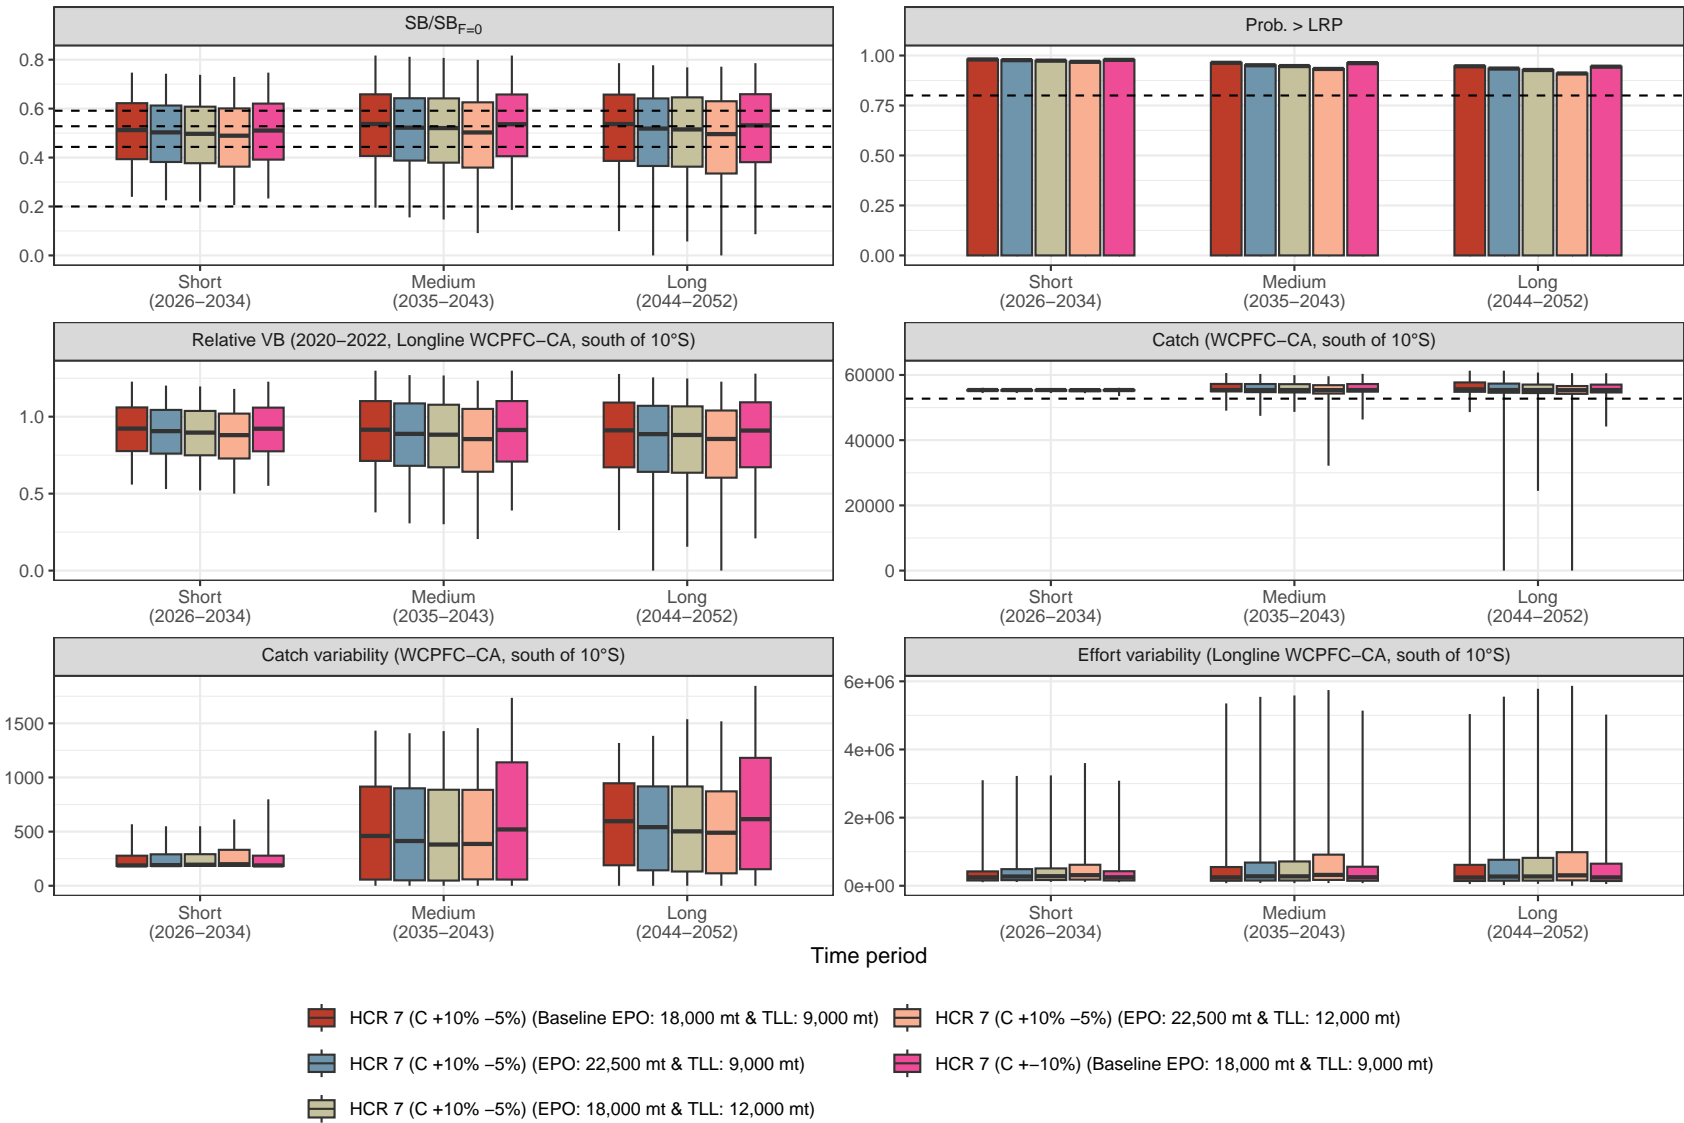 SB/SBF=0
Prob. > LRP
0.8
0.6
0.4
0.2
0.0
1.00
0.75
0.50
0.25
0.00
Short
(2026−2034)
Medium
(2035−2043)
Long
(2044−2052)
Short
(2026−2034)
Medium
(2035−2043)
Long
(2044−2052)
Relative VB (2020−2022, Longline WCPFC−CA, south of 10°S)
Catch (WCPFC−CA, south of 10°S)
1.0
0.5
0.0
60000
40000
20000
0
Short
(2026−2034)
Medium
(2035−2043)
Long
(2044−2052)
Short
(2026−2034)
Medium
(2035−2043)
Long
(2044−2052)
Catch variability (WCPFC−CA, south of 10°S)
Effort variability (Longline WCPFC−CA, south of 10°S)
1500
1000
500
0
6e+06
4e+06
2e+06
0e+00
Short
(2026−2034)
Medium
(2035−2043)
Long
(2044−2052)
Short
(2026−2034)
Medium
(2035−2043)
Long
(2044−2052)
Time period
HCR 7 (C +10% −5%) (Baseline EPO: 18,000 mt & TLL: 9,000 mt)
HCR 7 (C +10% −5%) (EPO: 22,500 mt & TLL: 9,000 mt)
HCR 7 (C +10% −5%) (EPO: 18,000 mt & TLL: 12,000 mt)
HCR 7 (C +10% −5%) (EPO: 22,500 mt & TLL: 12,000 mt)
HCR 7 (C +−10%) (Baseline EPO: 18,000 mt & TLL: 9,000 mt)